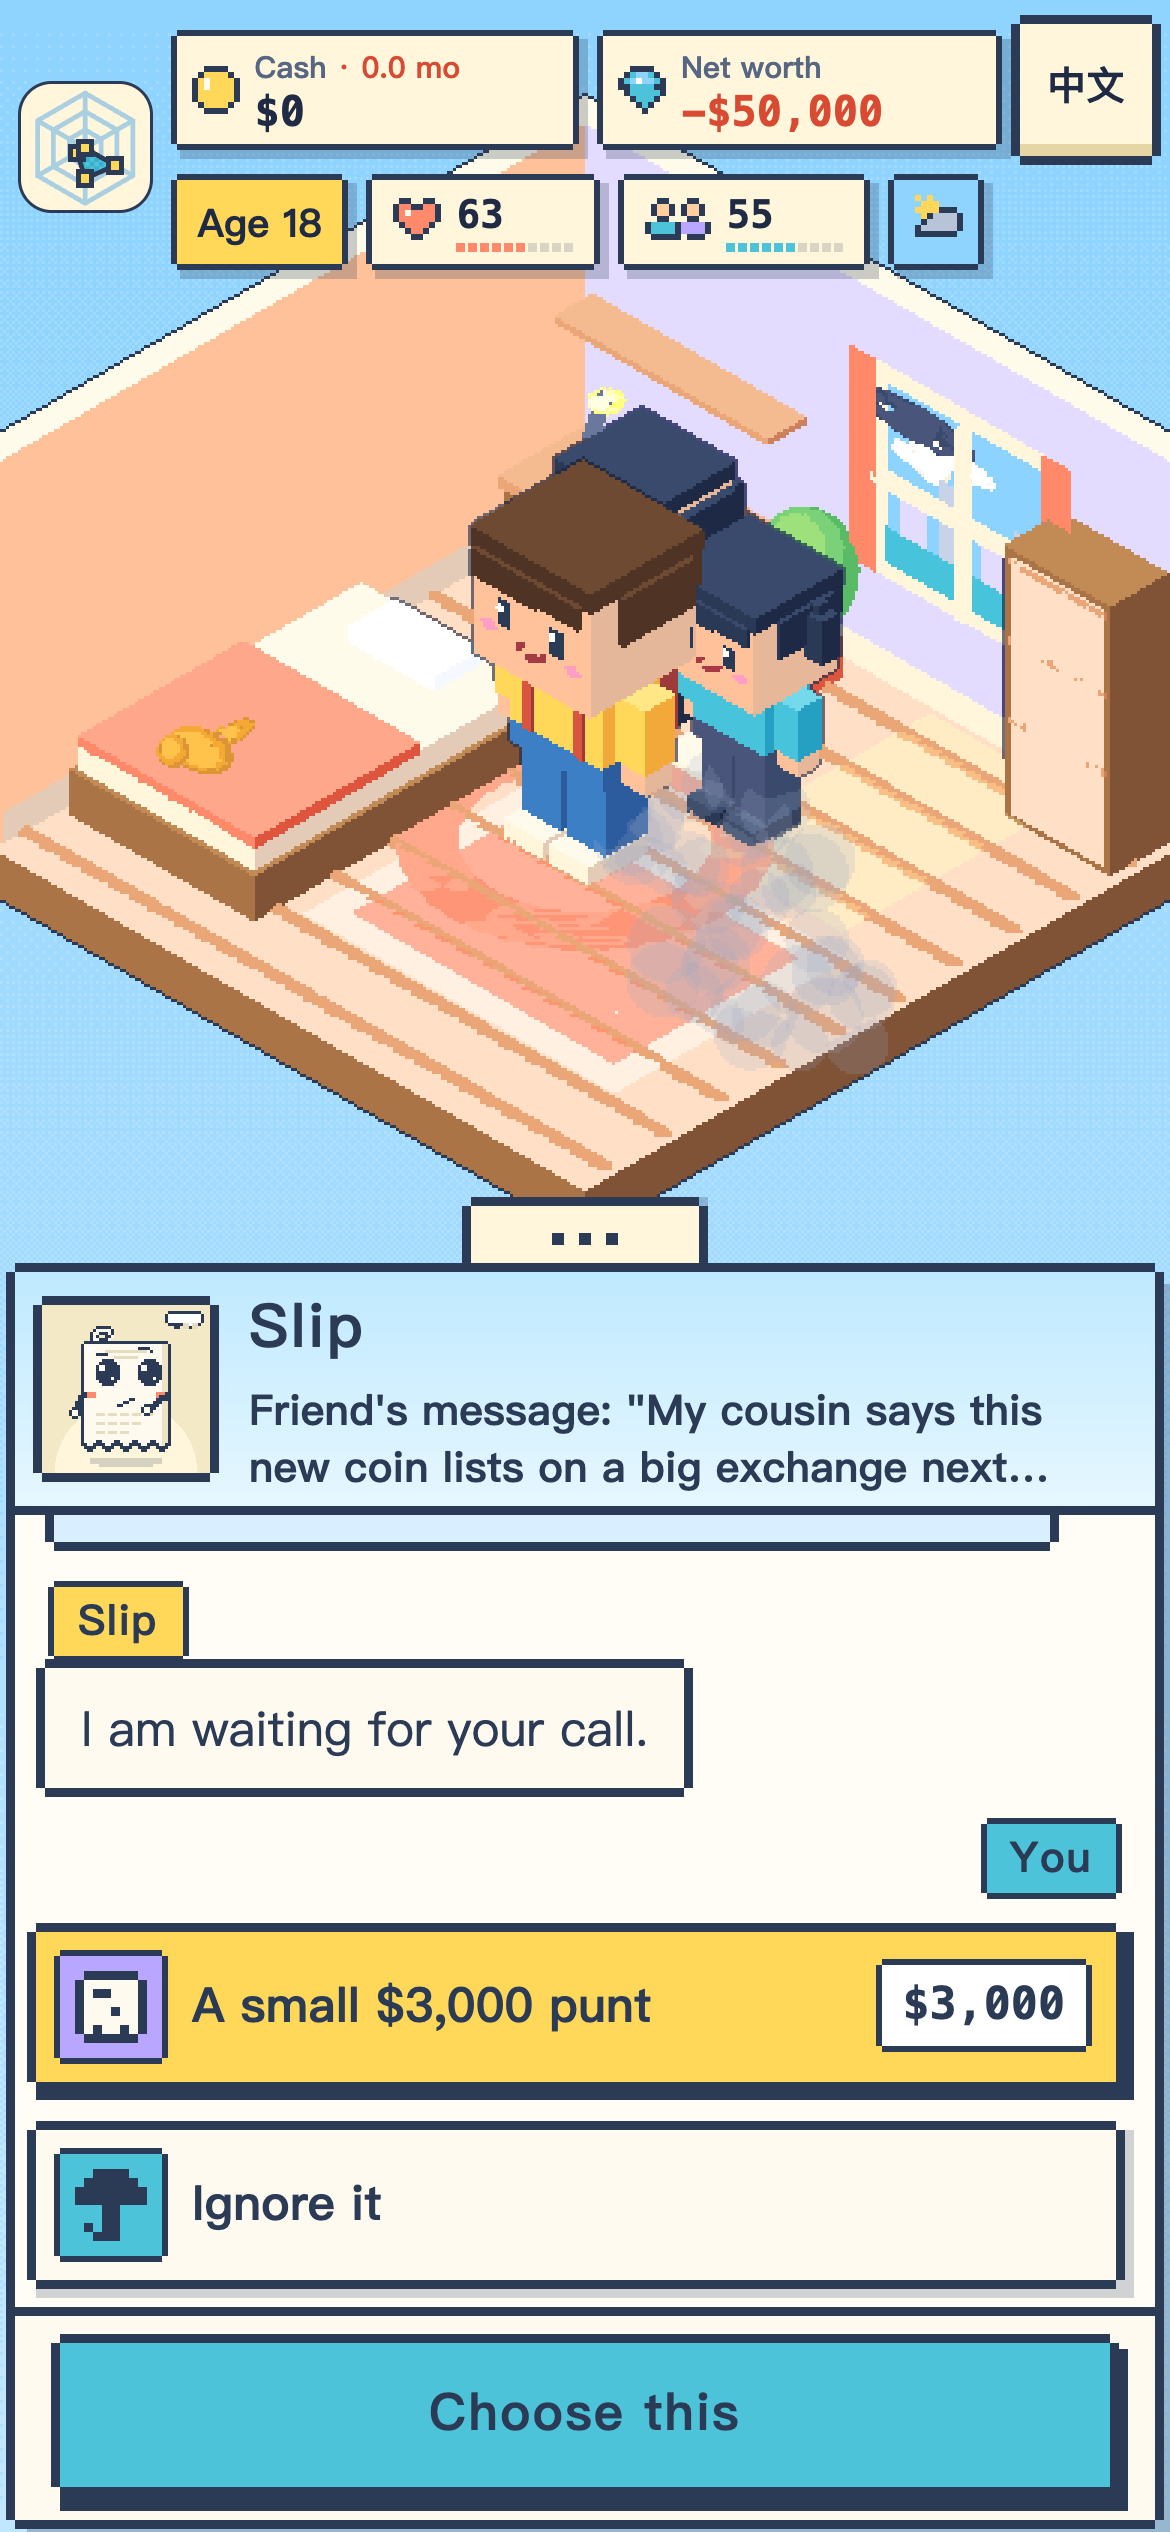 Cash · 0.0 mo
$0
Net worth
-$50,000
中文
Age 18
63
55
Slip
Friend's message: "My cousin says this
new coin lists on a big exchange next...
Slip
I am waiting for your call.
You
A small $3,000 punt
$3,000
Ignore it
Choose this